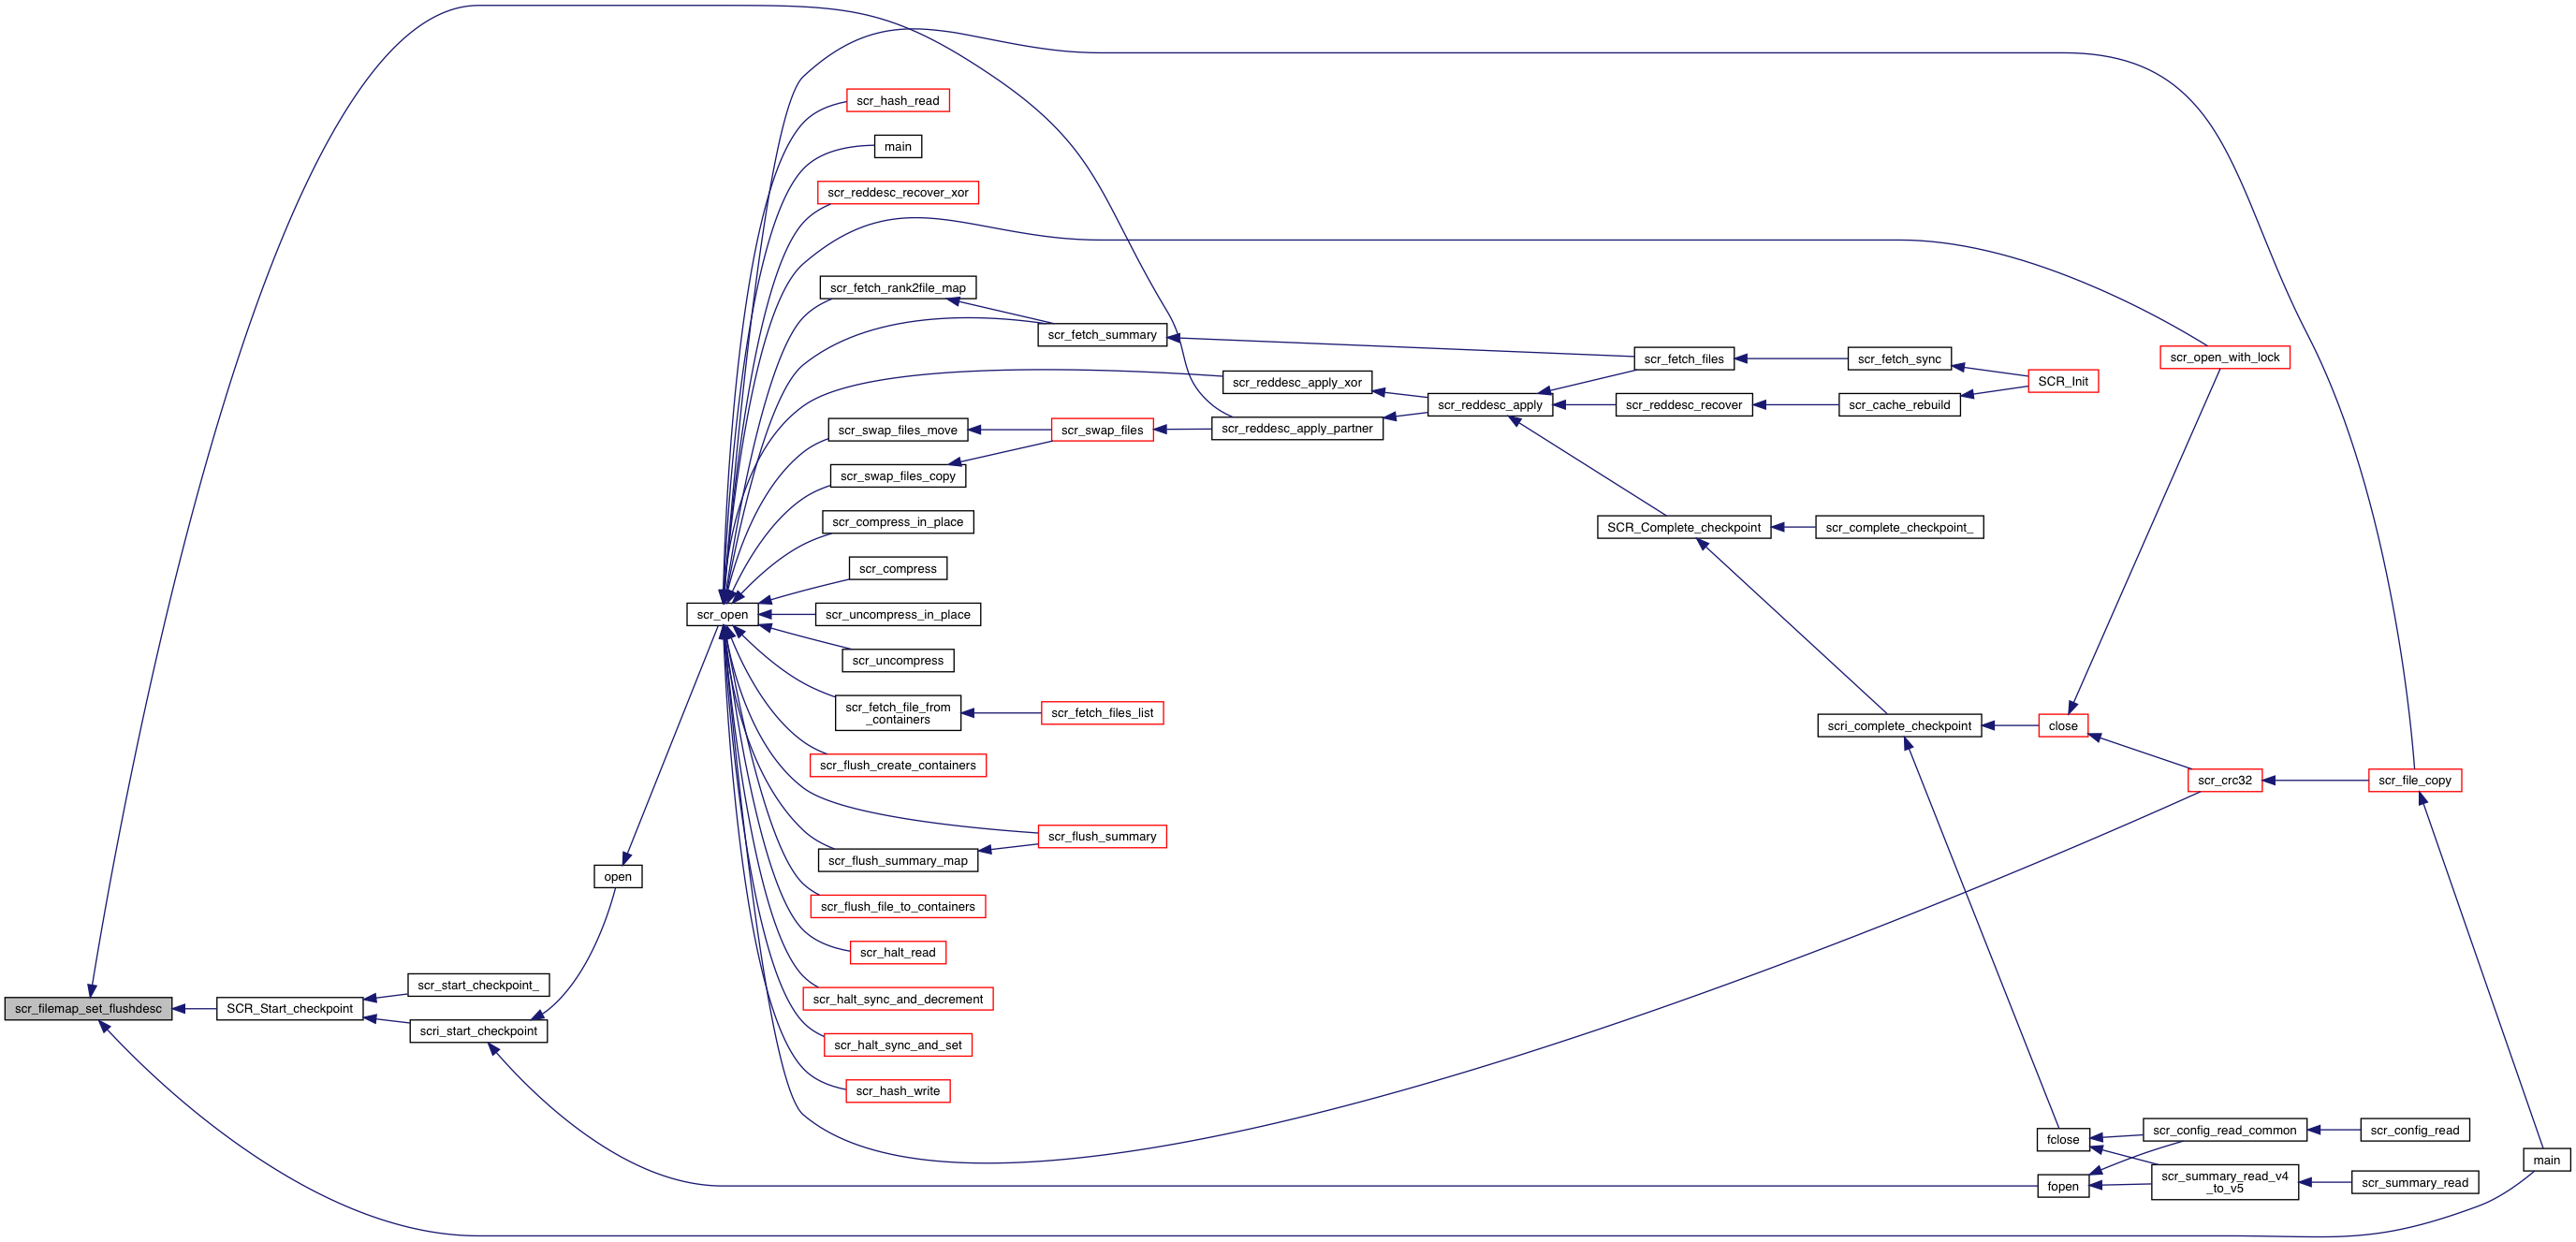 scr_hash_read
main
scr_reddesc_recover_xor
scr_fetch_rank2file_map
scr_fetch_summary
scr_fetch_files
scr_fetch_sync
scr_open_with_lock
SCR_Init
scr_reddesc_apply_xor
scr_reddesc_apply
scr_reddesc_recover
scr_cache_rebuild
scr_swap_files_move
scr_swap_files
scr_reddesc_apply_partner
scr_swap_files_copy
scr_compress_in_place
SCR_Complete_checkpoint
scr_complete_checkpoint_
scr_compress
scr_open
scr_uncompress_in_place
scr_uncompress
scr_fetch_file_from
_containers
scr_fetch_files_list
scri_complete_checkpoint
close
scr_flush_create_containers
scr_crc32
scr_file_copy
scr_flush_summary
scr_flush_summary_map
open
scr_flush_file_to_containers
scr_halt_read
scr_start_checkpoint_
scr_halt_sync_and_decrement
scr_filemap_set_flushdesc
SCR_Start_checkpoint
scri_start_checkpoint
scr_halt_sync_and_set
scr_hash_write
fclose
scr_config_read_common
scr_config_read
main
fopen
scr_summary_read_v4
_to_v5
scr_summary_read